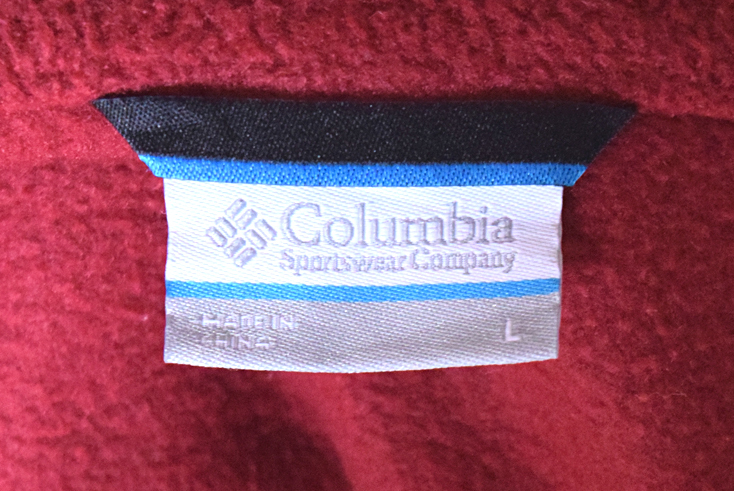 Columbia
Sportswear Company
MADE IN
CHINA
L